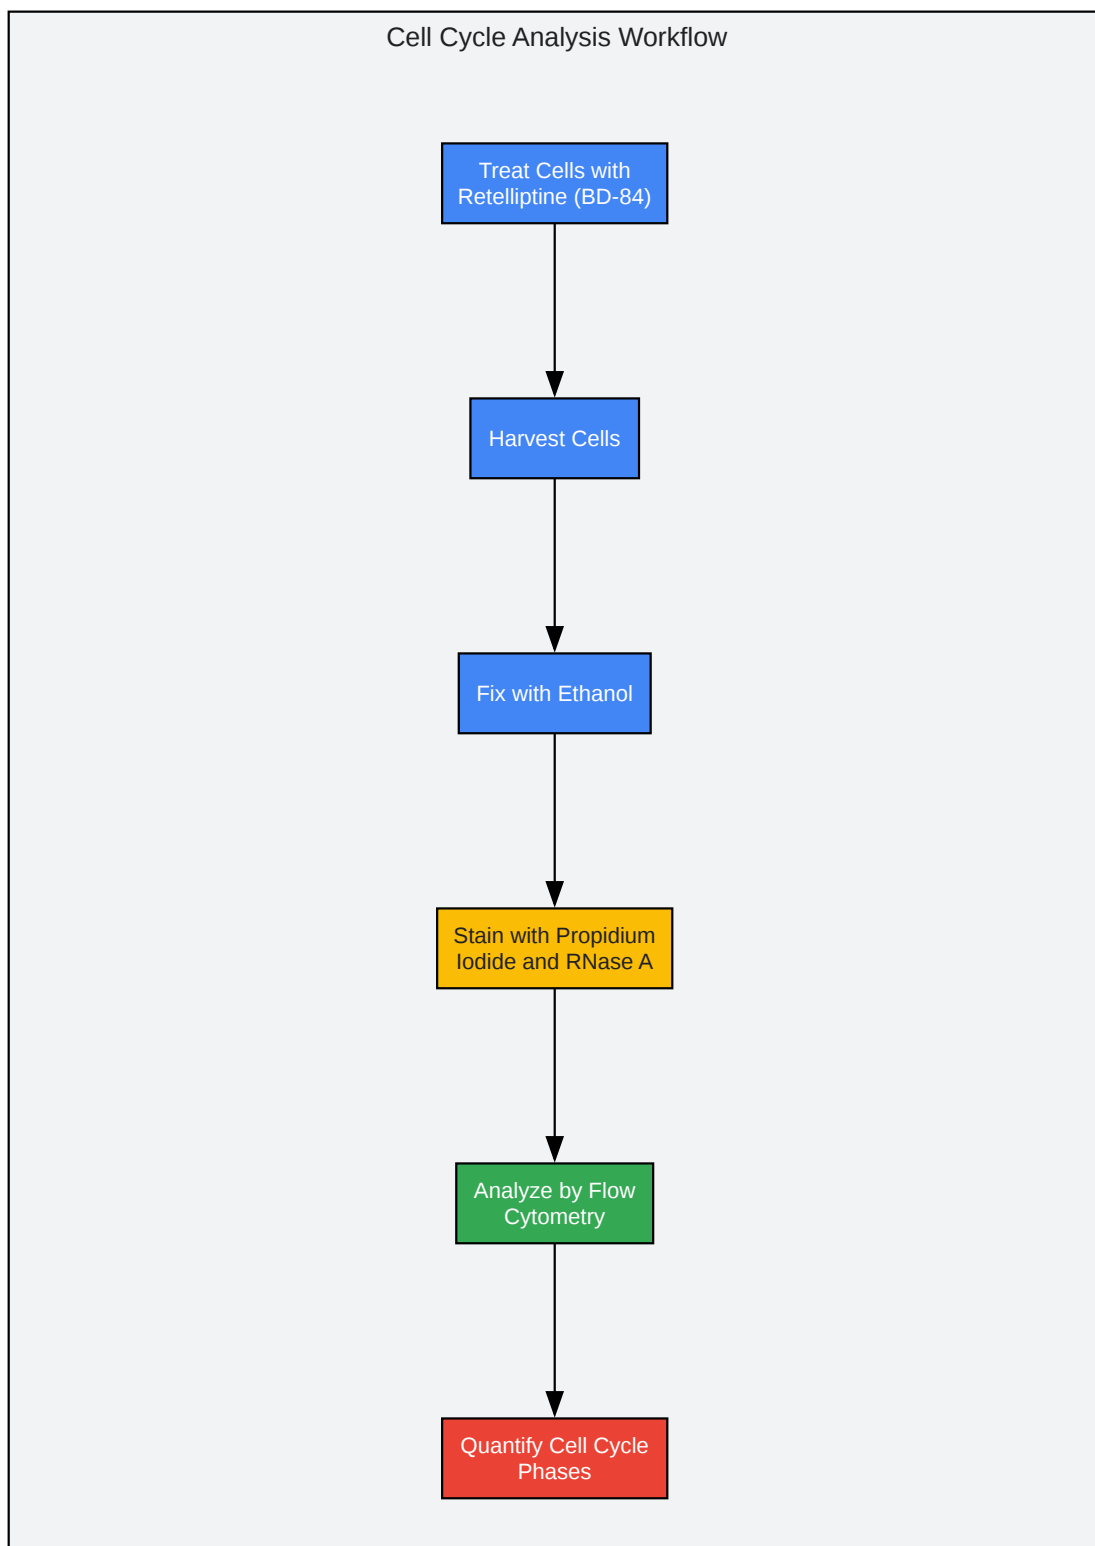 Cell Cycle Analysis Workflow
Treat Cells with
Retelliptine (BD-84)
Harvest Cells
Fix with Ethanol
Stain with Propidium
Iodide and RNase A
Analyze by Flow
Cytometry
Quantify Cell Cycle
Phases